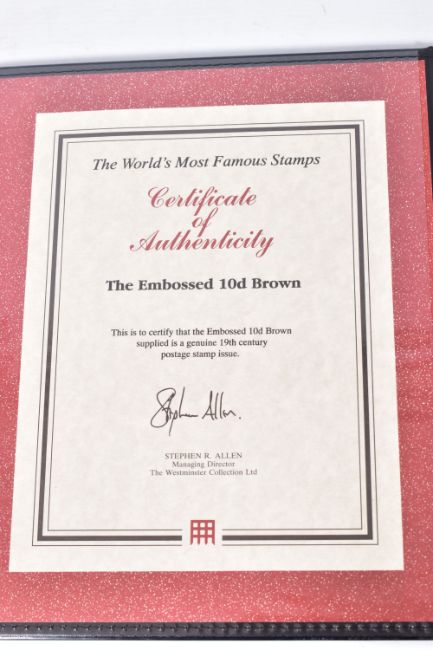 The World's Most Famous Stamps
Certificate
of
Authenticity
The Embossed 10d Brown
This is to certify that the Embossed 10d Brown
supplied is a genuine 19th century
postage stamp issue.
Stephen Allen.
STEPHEN R. ALLEN
Managing Director
The Westminster Collection Ltd